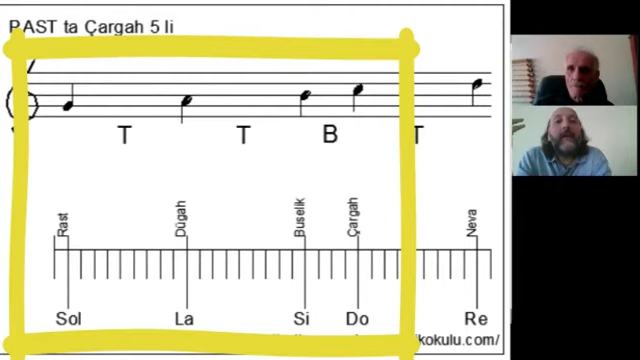 RAST ta Çargah 5 li
T T B T
Rast Dügah Buselik Çargah Neva
Sol La Si Do Re
kokulu.com/